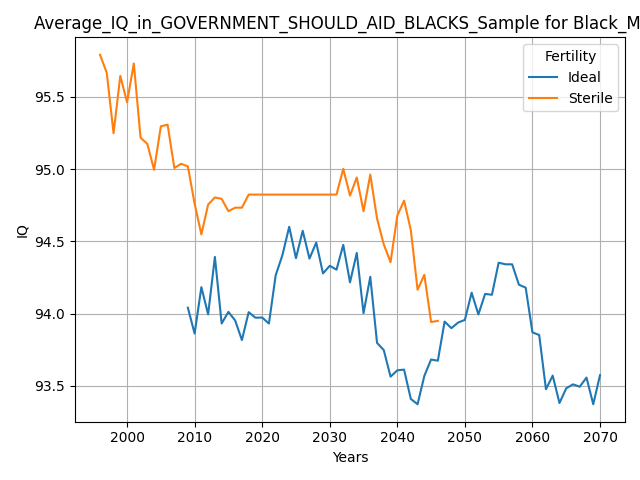 Average_IQ_in_GOVERNMENT_SHOULD_AID_BLACKS_Sample for Black_M
Fertility
Ideal
Sterile
95.5
95.0
94.5
94.0
93.5
IQ
2000 2010 2020 2030 2040 2050 2060 2070
Years